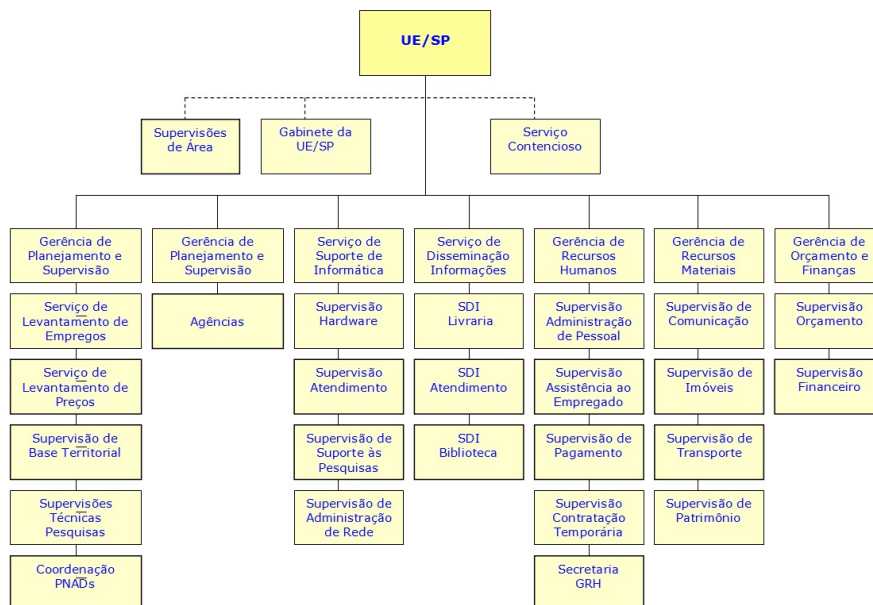 UE/SP
Supervisões
de Área
Gabinete da
UE/SP
Serviço
Contencioso
Gerência de
Planejamento e
Supervisão
Gerência de
Planejamento e
Supervisão
Serviço de
Suporte de
Informática
Serviço de
Disseminação
Informações
Gerência de
Recursos
Humanos
Gerência de
Recursos
Materiais
Gerência de
Orçamento e
Finanças
Serviço de
Levantamento de
Empregos
Agências
Supervisão
Hardware
SDI
Livraria
Supervisão
Administração
de Pessoal
Supervisão de
Comunicação
Supervisão
Orçamento
Serviço de
Levantamento de
Preços
Supervisão
Atendimento
SDI
Atendimento
Supervisão
Assistência ao
Empregado
Supervisão de
Imóveis
Supervisão
Financeiro
Supervisão de
Base Territorial
Supervisão de
Suporte às
Pesquisas
SDI
Biblioteca
Supervisão de
Pagamento
Supervisão de
Transporte
Supervisões
Técnicas
Pesquisas
Supervisão de
Administração
de Rede
Supervisão
Contratação
Temporária
Supervisão de
Patrimônio
Coordenação
PNADs
Secretaria
GRH